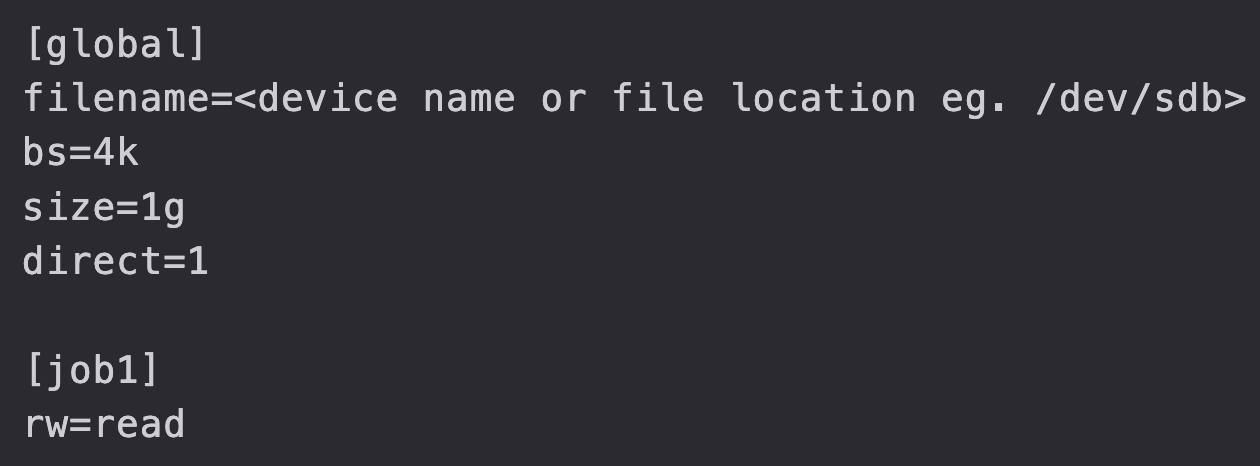 [global]
filename=<device name or file location eg. /dev/sdb>
bs=4k
size=1g
direct=1

[job1]
rw=read